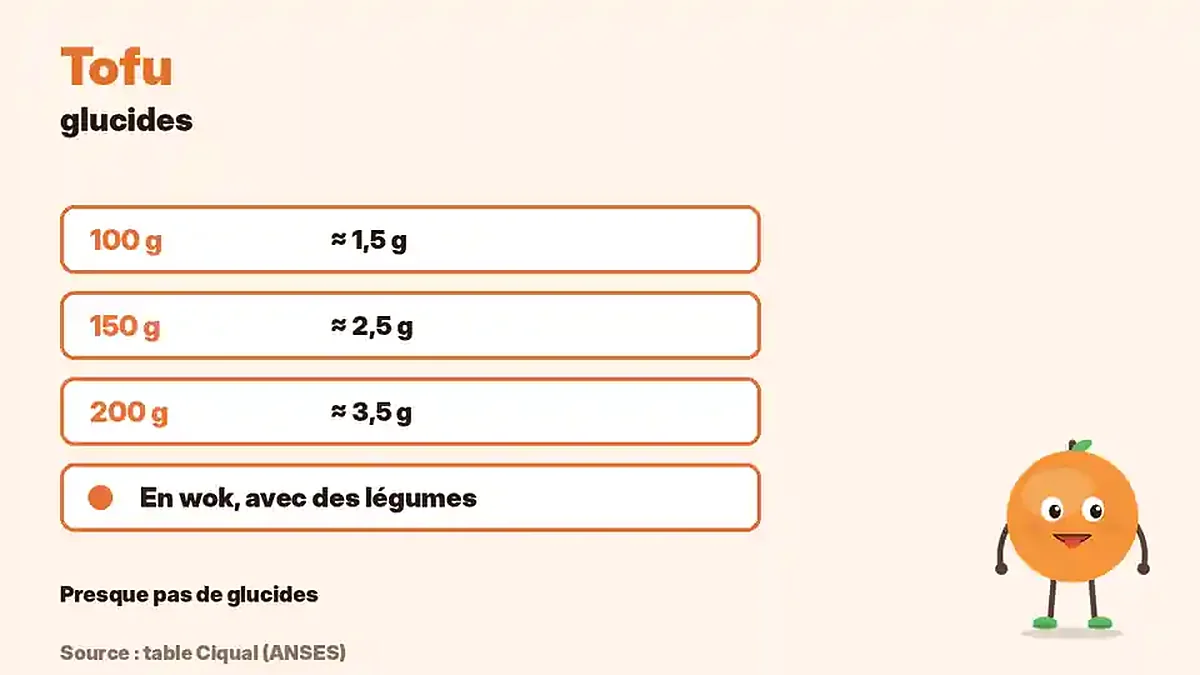 Tofu
glucides
100 g ≈ 1,5 g
150 g ≈ 2,5 g
200 g ≈ 3,5 g
En wok, avec des légumes
Presque pas de glucides
Source : table Ciqual (ANSES)